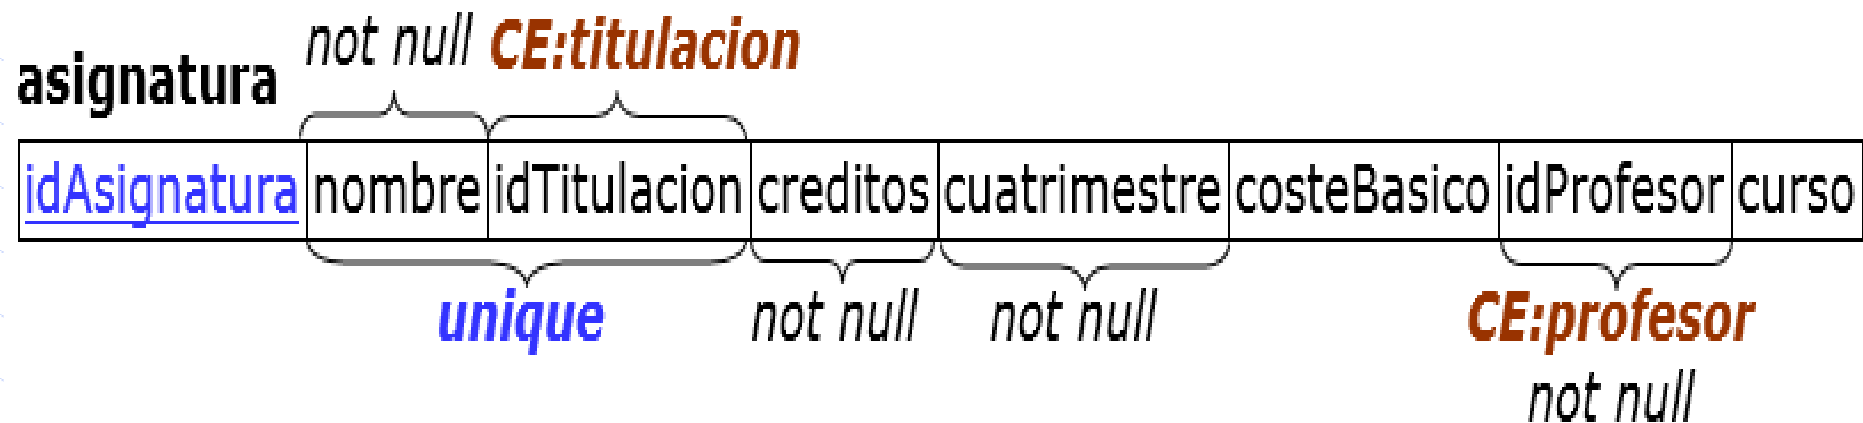 not null CE:titulacion
asignatura
idAsignatura nombre idTitulacion creditos cuatrimestre costeBasico idProfesor curso
unique not null not null CE:profesor
not null